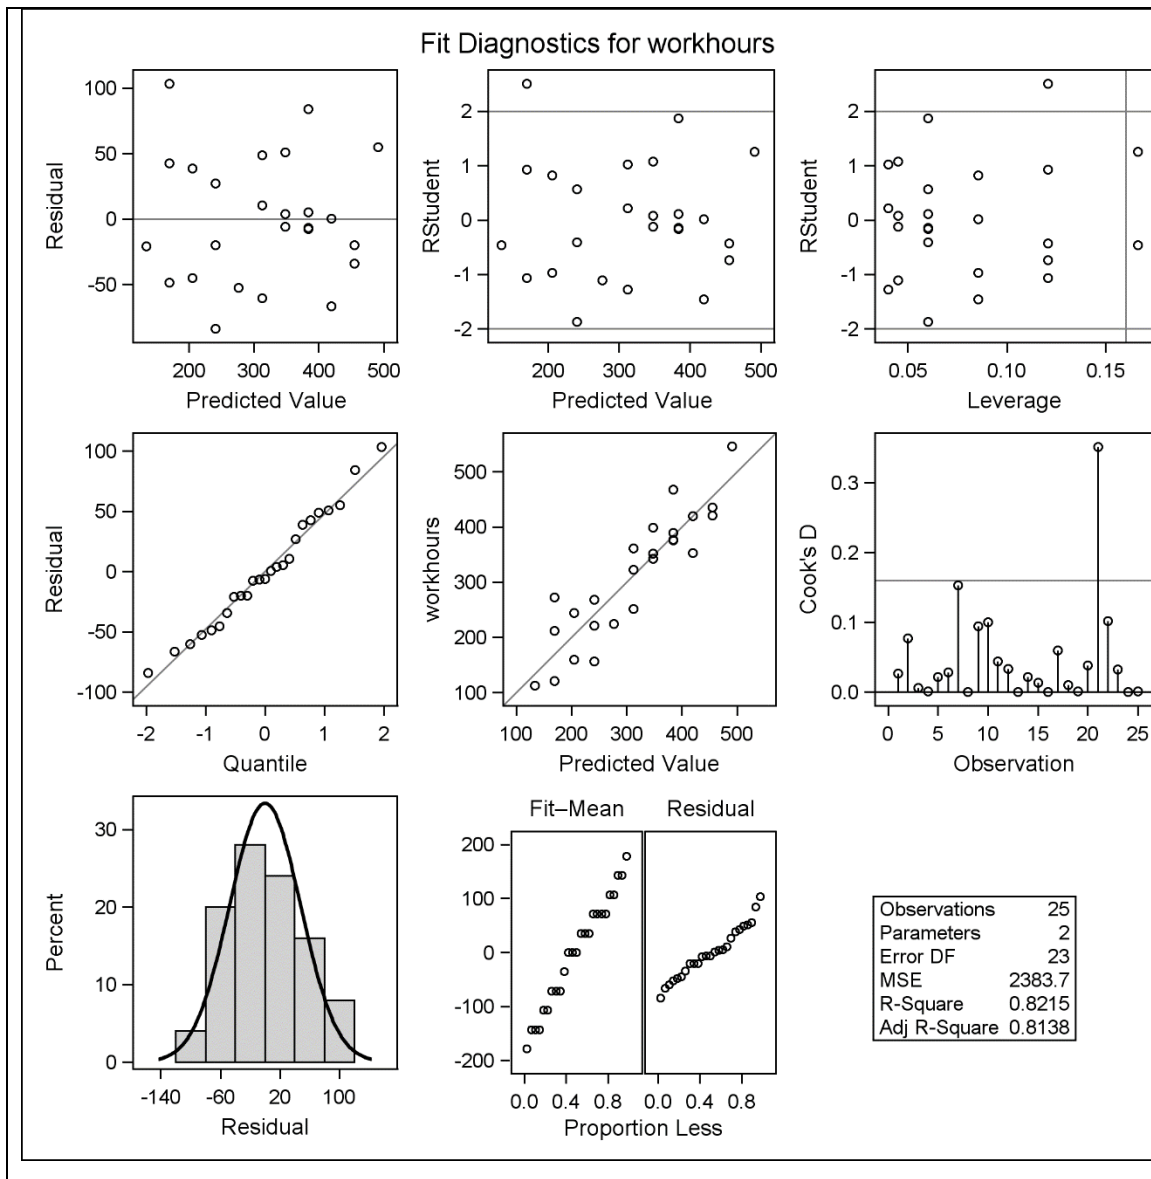 Fit Diagnostics for workhours
100
50
0
-50
Residual
200 300 400 500
Predicted Value
2
1
0
-1
-2
RStudent
200 300 400 500
Predicted Value
2
1
0
-1
-2
RStudent
0.05 0.10 0.15
Leverage
100
50
0
-50
-100
Residual
-2 -1 0 1 2
Quantile
500
400
300
200
100
workhours
100 200 300 400 500
Predicted Value
0.3
0.2
0.1
0.0
Cook's D
0 5 10 15 20 25
Observation
30
20
10
0
Percent
-140 -60 20 100
Residual
Fit–Mean Residual
200
100
0
-100
-200
0.0 0.4 0.8 0.0 0.4 0.8
Proportion Less
Observations 25
Parameters 2
Error DF 23
MSE 2383.7
R-Square 0.8215
Adj R-Square 0.8138